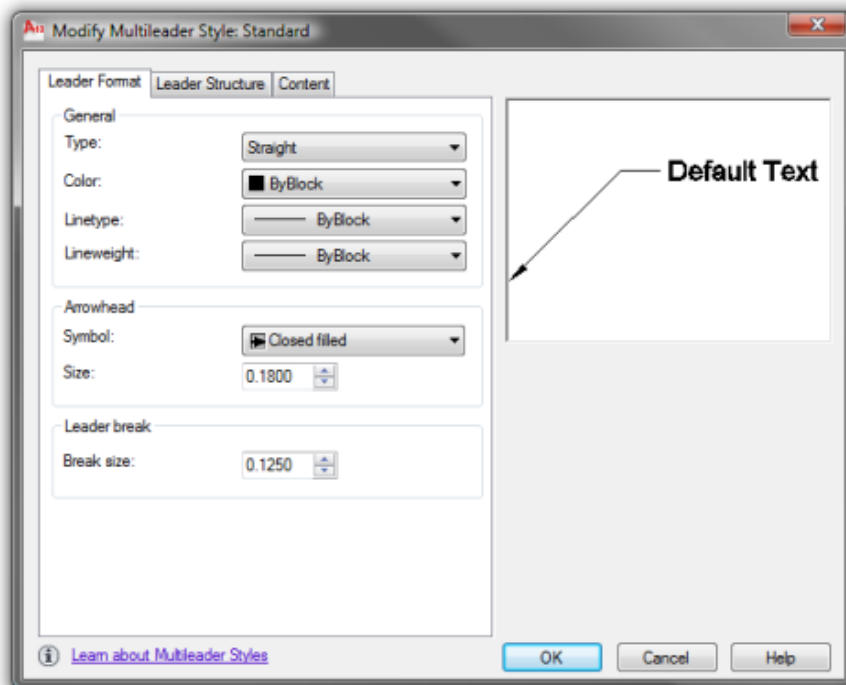 Modify Multileader Style: Standard
Leader Format Leader Structure Content
General
Type: Straight
Color: ByBlock
Linetype: ByBlock
Lineweight: ByBlock
Default Text
Arrowhead
Symbol: Closed filled
Size: 0.1800
Leader break
Break size: 0.1250
Learn about Multileader Styles OK Cancel Help